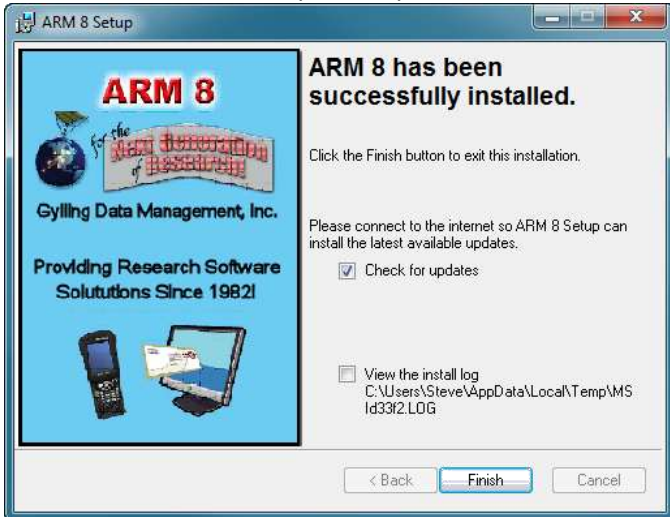 ARM 8 Setup
ARM 8
for the
Next Generation
of Research!
Gylling Data Management, Inc.
Providing Research Software
Solututions Since 1982!
ARM 8 has been
successfully installed.
Click the Finish button to exit this installation.
Please connect to the internet so ARM 8 Setup can
install the latest available updates.
Check for updates
View the install log
C:\Users\Steve\AppData\Local\Temp\MS
Id33f2.LOG
< Back
Finish
Cancel